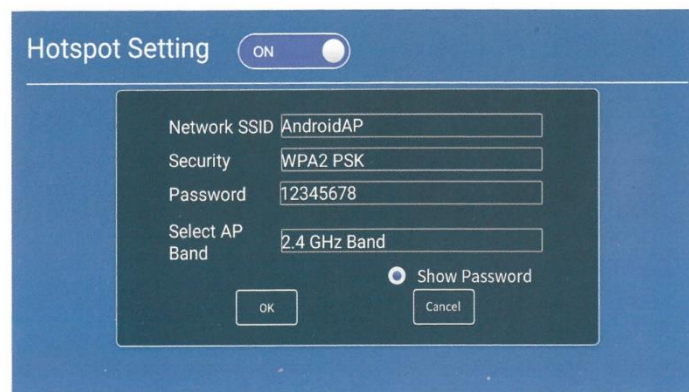 Hotspot Setting ON
Network SSID AndroidAP
Security WPA2 PSK
Password 12345678
Select AP
Band 2.4 GHz Band
Show Password
OK Cancel